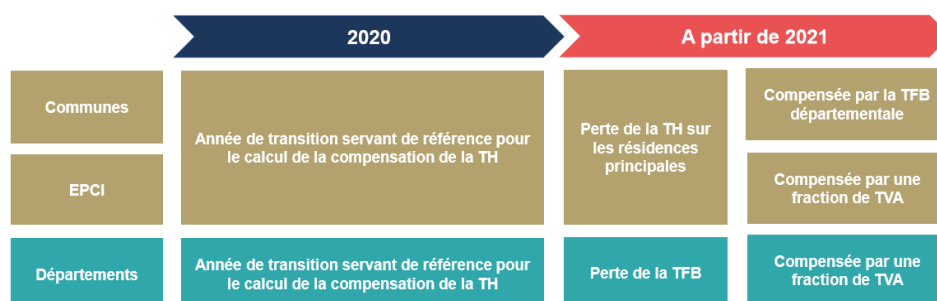 2020
A partir de 2021
Communes
Année de transition servant de référence pour
le calcul de la compensation de la TH
Perte de la TH sur
les résidences
principales
Compensée par la TFB
départementale
EPCI
Compensée par une
fraction de TVA
Départements
Année de transition servant de référence pour
le calcul de la compensation de la TH
Perte de la TFB
Compensée par une
fraction de TVA